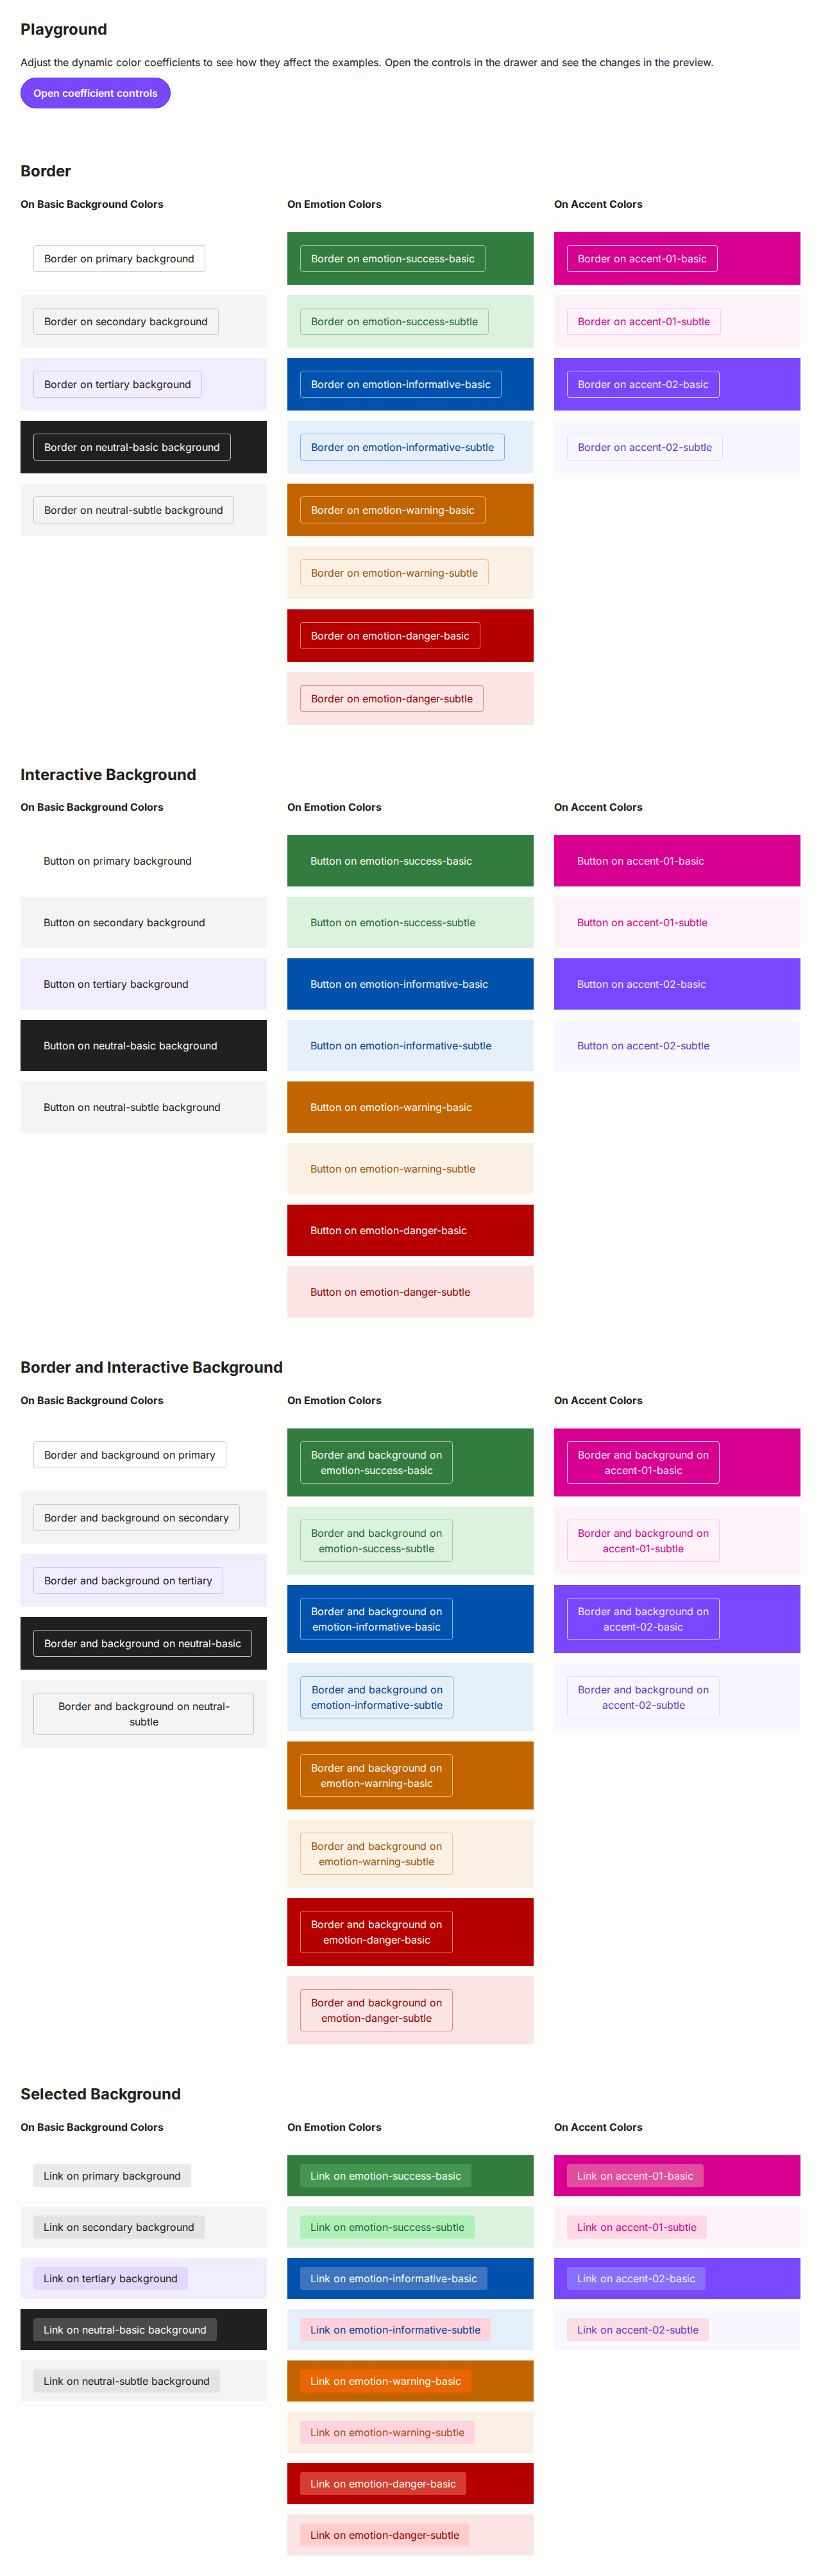 Playground
Adjust the dynamic color coefficients to see how they affect the examples. Open the controls in the drawer and see the changes in the preview.
Open coefficient controls
Border
On Basic Background Colors
Border on primary background
Border on secondary background
Border on tertiary background
Border on neutral-basic background
Border on neutral-subtle background
On Emotion Colors
Border on emotion-success-basic
Border on emotion-success-subtle
Border on emotion-informative-basic
Border on emotion-informative-subtle
Border on emotion-warning-basic
Border on emotion-warning-subtle
Border on emotion-danger-basic
Border on emotion-danger-subtle
On Accent Colors
Border on accent-01-basic
Border on accent-01-subtle
Border on accent-02-basic
Border on accent-02-subtle
Interactive Background
On Basic Background Colors
Button on primary background
Button on secondary background
Button on tertiary background
Button on neutral-basic background
Button on neutral-subtle background
On Emotion Colors
Button on emotion-success-basic
Button on emotion-success-subtle
Button on emotion-informative-basic
Button on emotion-informative-subtle
Button on emotion-warning-basic
Button on emotion-warning-subtle
Button on emotion-danger-basic
Button on emotion-danger-subtle
On Accent Colors
Button on accent-01-basic
Button on accent-01-subtle
Button on accent-02-basic
Button on accent-02-subtle
Border and Interactive Background
On Basic Background Colors
Border and background on primary
Border and background on secondary
Border and background on tertiary
Border and background on neutral-basic
Border and background on neutral-
subtle
On Emotion Colors
Border and background on
emotion-success-basic
Border and background on
emotion-success-subtle
Border and background on
emotion-informative-basic
Border and background on
emotion-informative-subtle
Border and background on
emotion-warning-basic
Border and background on
emotion-warning-subtle
Border and background on
emotion-danger-basic
Border and background on
emotion-danger-subtle
On Accent Colors
Border and background on
accent-01-basic
Border and background on
accent-01-subtle
Border and background on
accent-02-basic
Border and background on
accent-02-subtle
Selected Background
On Basic Background Colors
Link on primary background
Link on secondary background
Link on tertiary background
Link on neutral-basic background
Link on neutral-subtle background
On Emotion Colors
Link on emotion-success-basic
Link on emotion-success-subtle
Link on emotion-informative-basic
Link on emotion-informative-subtle
Link on emotion-warning-basic
Link on emotion-warning-subtle
Link on emotion-danger-basic
Link on emotion-danger-subtle
On Accent Colors
Link on accent-01-basic
Link on accent-01-subtle
Link on accent-02-basic
Link on accent-02-subtle